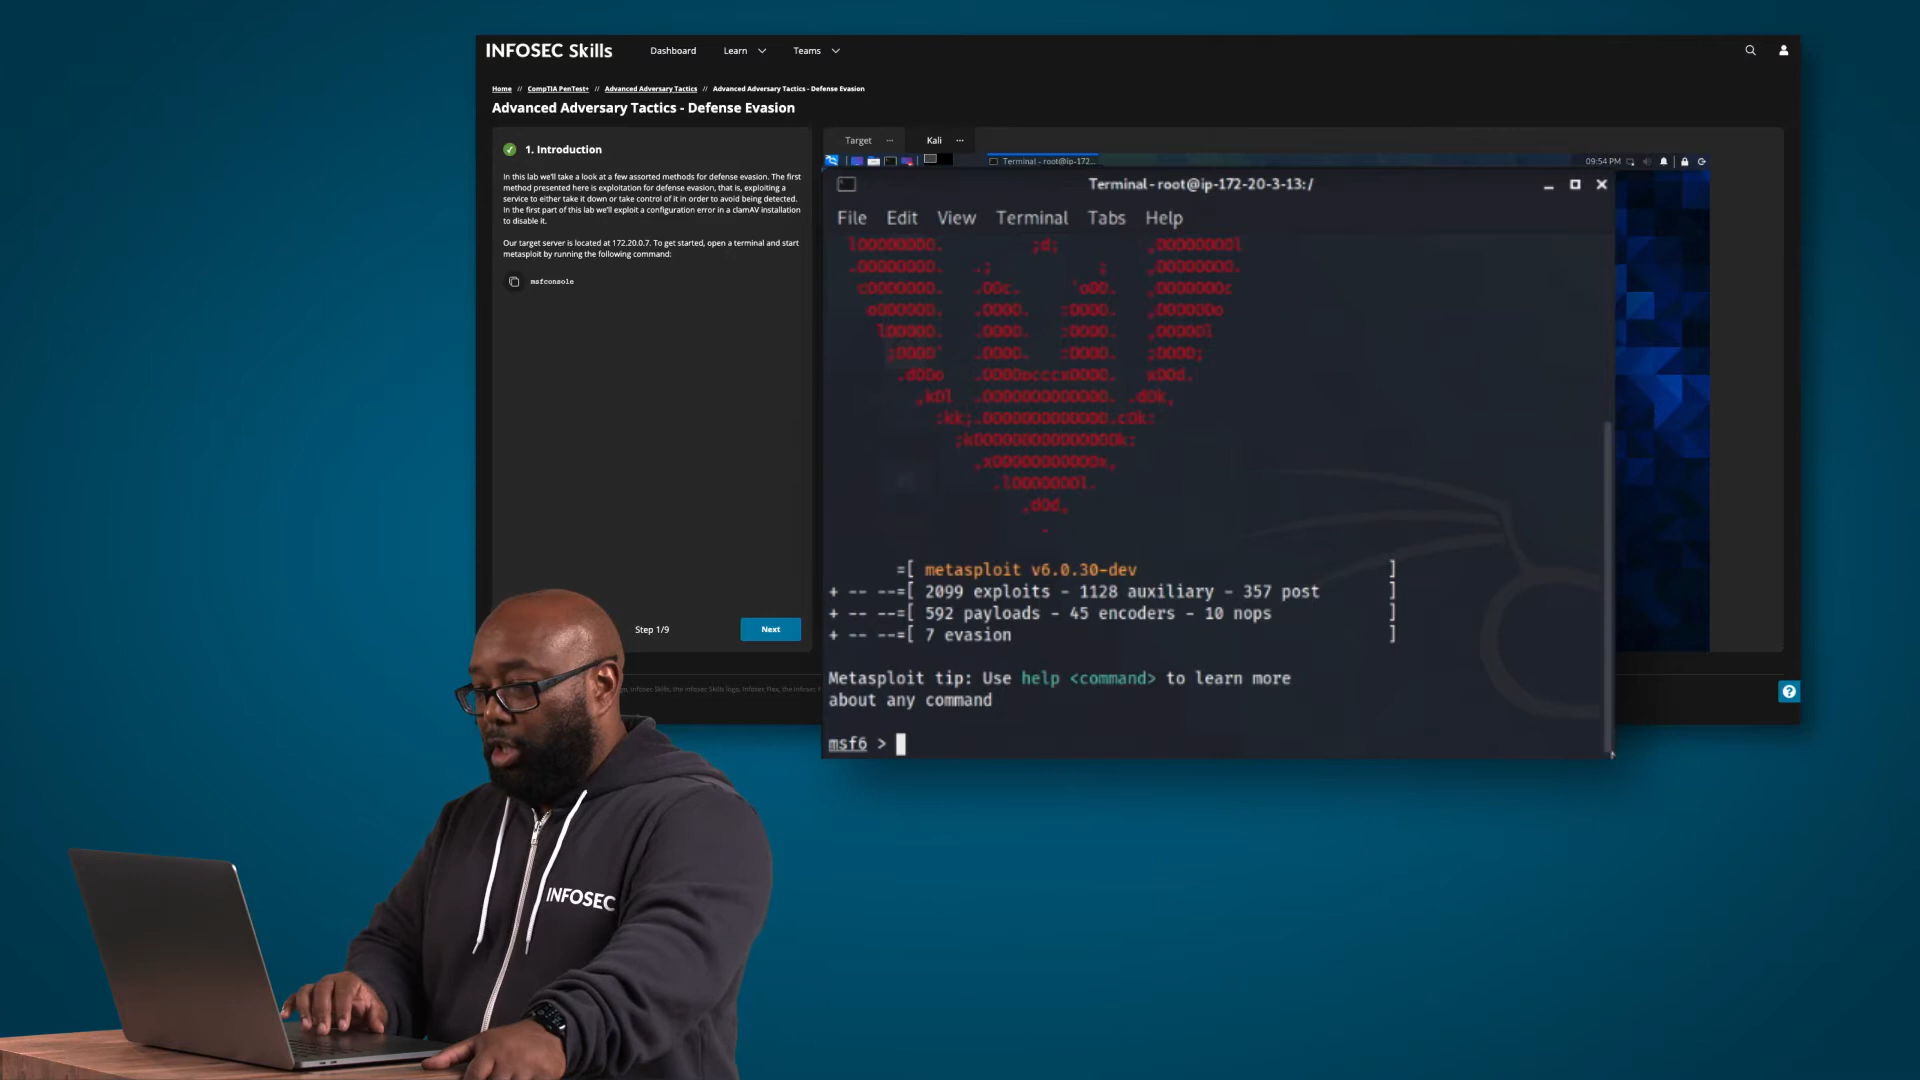 INFOSEC Skills
Dashboard
Learn
Teams
Home // CompTIA PenTest+ // Advanced Adversary Tactics // Advanced Adversary Tactics - Defense Evasion
Advanced Adversary Tactics - Defense Evasion
1. Introduction
In this lab we'll take a look at a few assorted methods for defense evasion. The first
method presented here is exploitation for defense evasion, that is, exploiting a
service to either take it down or take control of it in order to avoid being detected.
In the first part of this lab we'll exploit a configuration error in a clamAV installation
to disable it.
Our target server is located at 172.20.0.7. To get started, open a terminal and start
metasploit by running the following command:
msfconsole
Step 1/9
Next
Target ...
Kali ...
Terminal - root@ip-172...
09:54 PM
Terminal - root@ip-172-20-3-13: /
File Edit View Terminal Tabs Help
=[ metasploit v6.0.30-dev ]
+ -- --=[ 2099 exploits - 1128 auxiliary - 357 post ]
+ -- --=[ 592 payloads - 45 encoders - 10 nops ]
+ -- --=[ 7 evasion ]
Metasploit tip: Use help <command> to learn more
about any command
msf6 >
?
INFOSEC